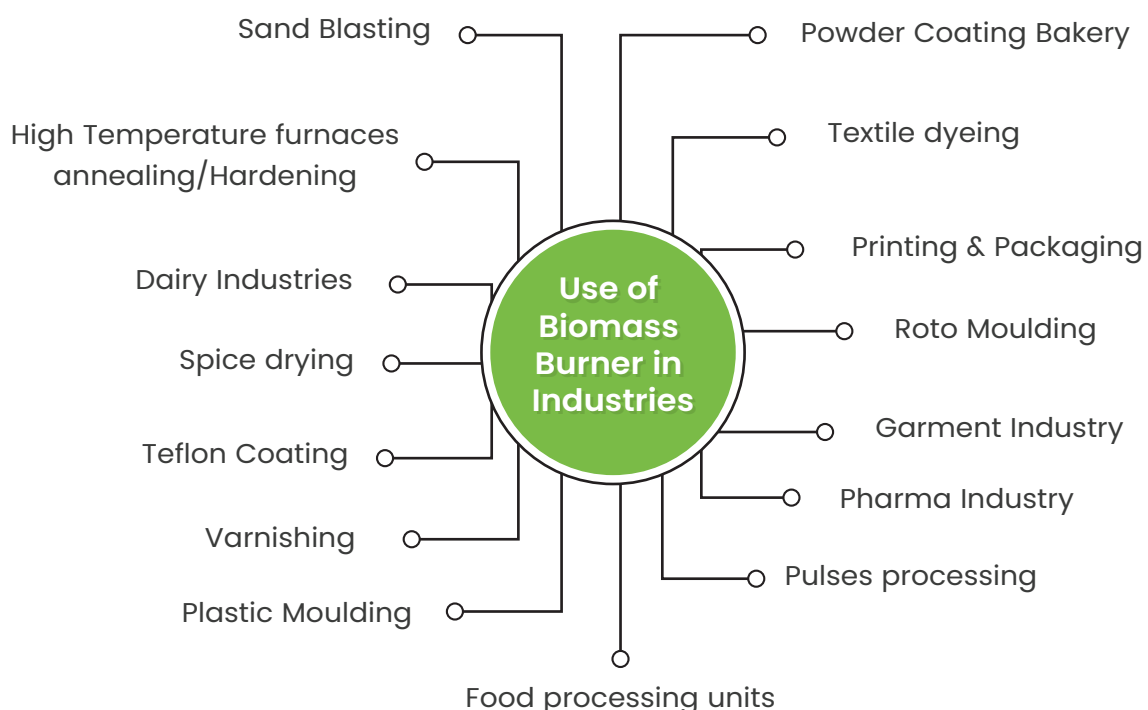 Sand Blasting
Powder Coating Bakery
High Temperature furnaces
annealing/Hardening
Textile dyeing
Printing & Packaging
Dairy Industries
Roto Moulding
Spice drying
Use of
Biomass
Burner in
Industries
Garment Industry
Teflon Coating
Pharma Industry
Varnishing
Pulses processing
Plastic Moulding
Food processing units